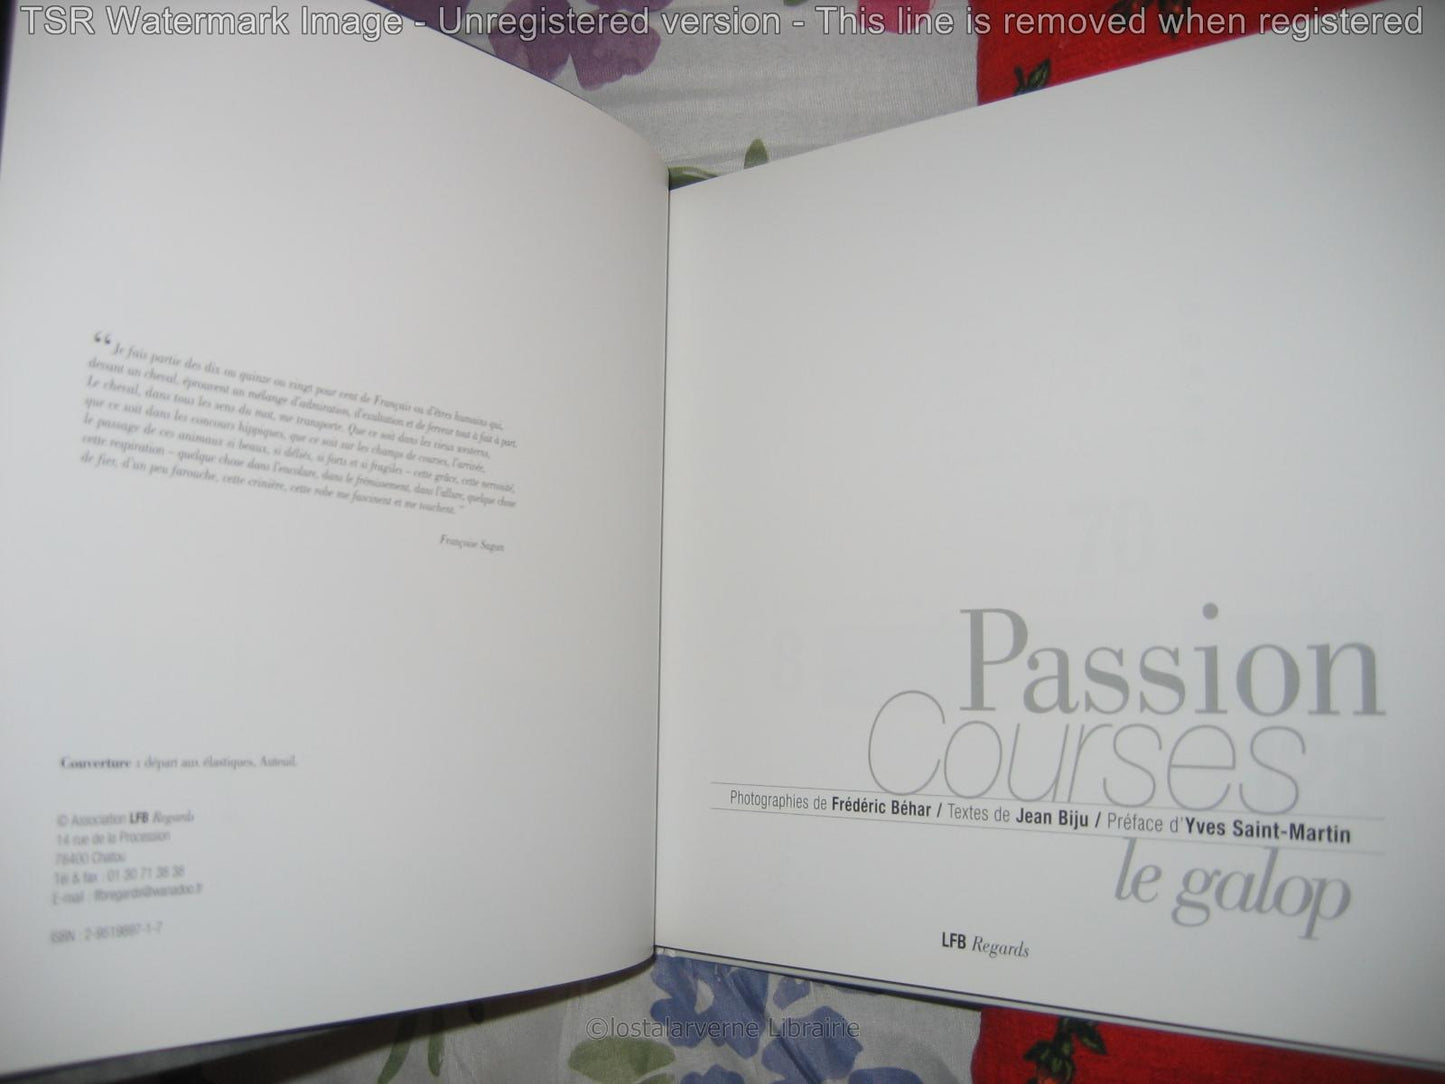 TSR Watermark Image - Unregistered version - This line is removed when registered
“ Je fais partie des dix ou quinze ou vingt pour cent de Français ou d'êtres humains qui,
devant un cheval, éprouvent un mélange d'admiration, d'exaltation et de ferveur tout à fait à part.
Le cheval, dans tous les sens du mot, me transporte. Que ce soit dans les vieux westerns,
que ce soit dans les concours hippiques, que ce soit sur les champs de courses, l'arrivée,
le passage de ces animaux si beaux, si déliés, si forts et si fragiles – cette grâce, cette nervosité,
cette respiration – quelque chose dans l'encolure, dans le frémissement, dans l'allure, quelque chose
de fier, d'un peu farouche, cette crinière, cette robe me fascinent et me touchent. ”
Françoise Sagan
Couverture : départ aux élastiques, Auteuil.
© Association LFB Regards
14 rue de la Procession
78400 Chatou
Tél & fax : 01 30 71 38 38
E-mail : lfbregards@wanadoo.fr
ISBN : 2-9519897-1-7
Passion
Courses
Photographies de Frédéric Béhar / Textes de Jean Biju / Préface d'Yves Saint-Martin
le galop
LFB Regards
©lostalarverne Librairie